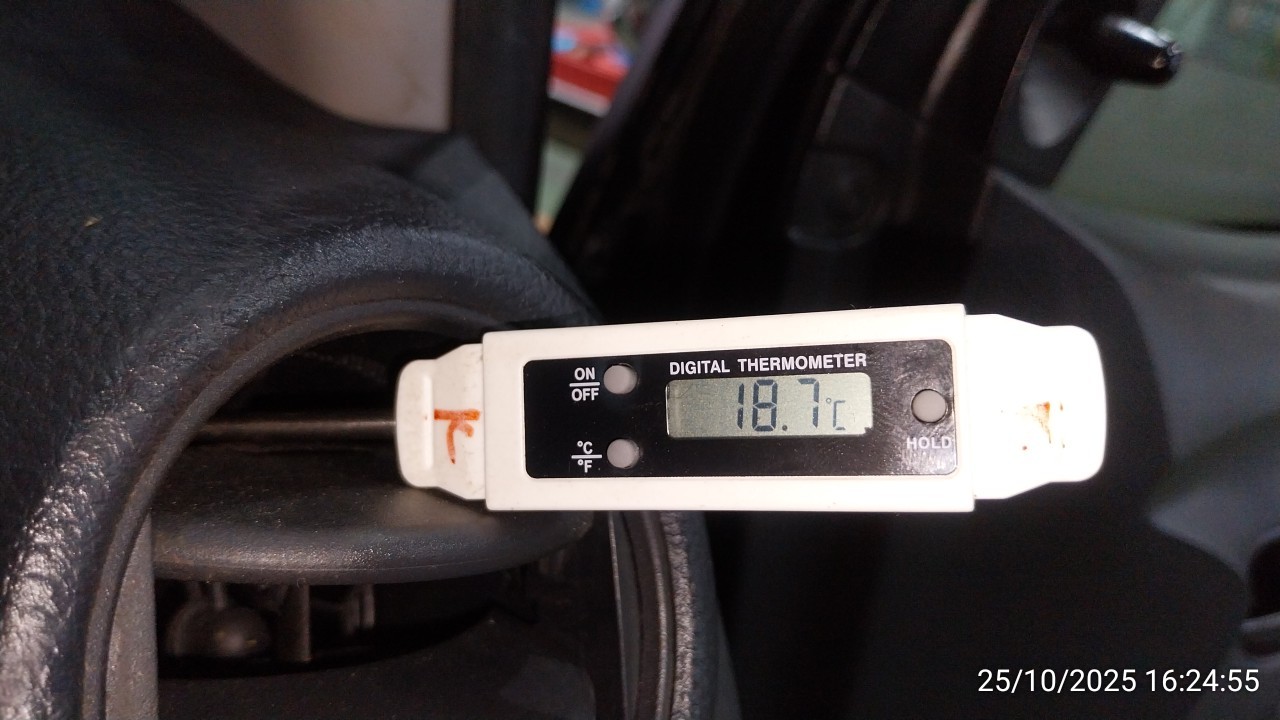 ON
OFF
DIGITAL THERMOMETER
18.7°C
°C
°F
HOLD
25/10/2025 16:24:55